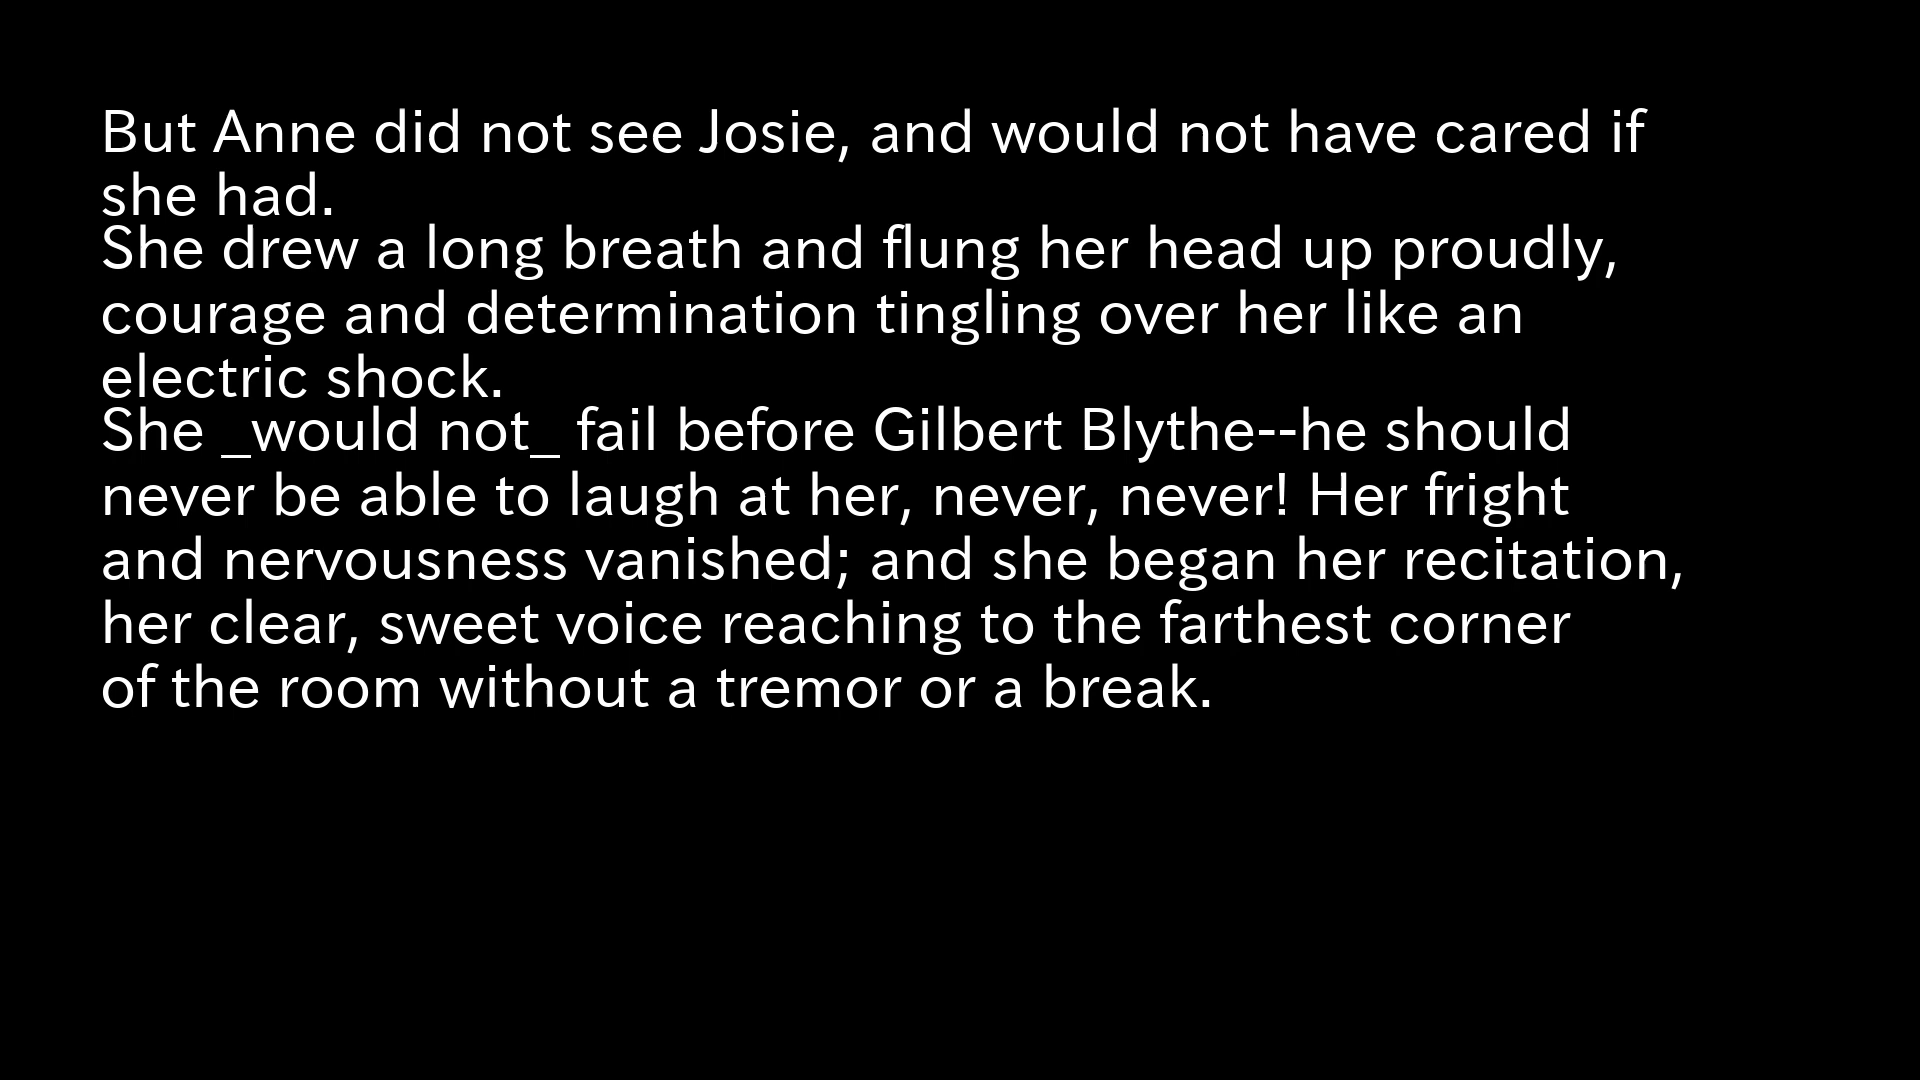 But Anne did not see Josie, and would not have cared if
she had.
She drew a long breath and flung her head up proudly,
courage and determination tingling over her like an
electric shock.
She _would not_ fail before Gilbert Blythe--he should
never be able to laugh at her, never, never! Her fright
and nervousness vanished; and she began her recitation,
her clear, sweet voice reaching to the farthest corner
of the room without a tremor or a break.